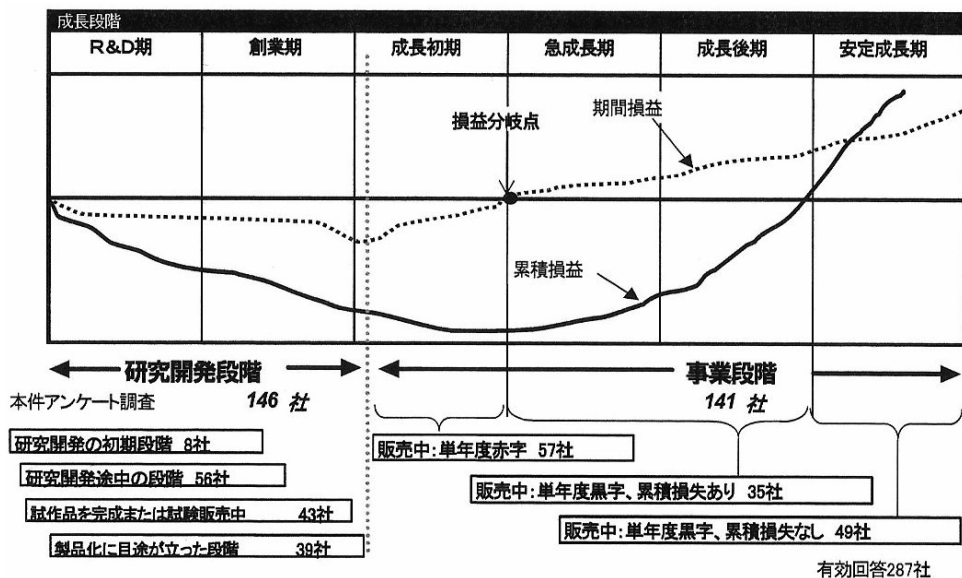 成長段階
R&D期 創業期 成長初期 急成長期 成長後期 安定成長期
損益分岐点
期間損益
累積損益
研究開発段階 事業段階
本件アンケート調査 146 社 141 社
研究開発の初期段階 8社
販売中:単年度赤字 57社
研究開発途中の段階 56社
販売中:単年度黒字、累積損失あり 35社
試作品を完成または試験販売中 43社
販売中:単年度黒字、累積損失なし 49社
製品化に目途が立った段階 39社
有効回答287社